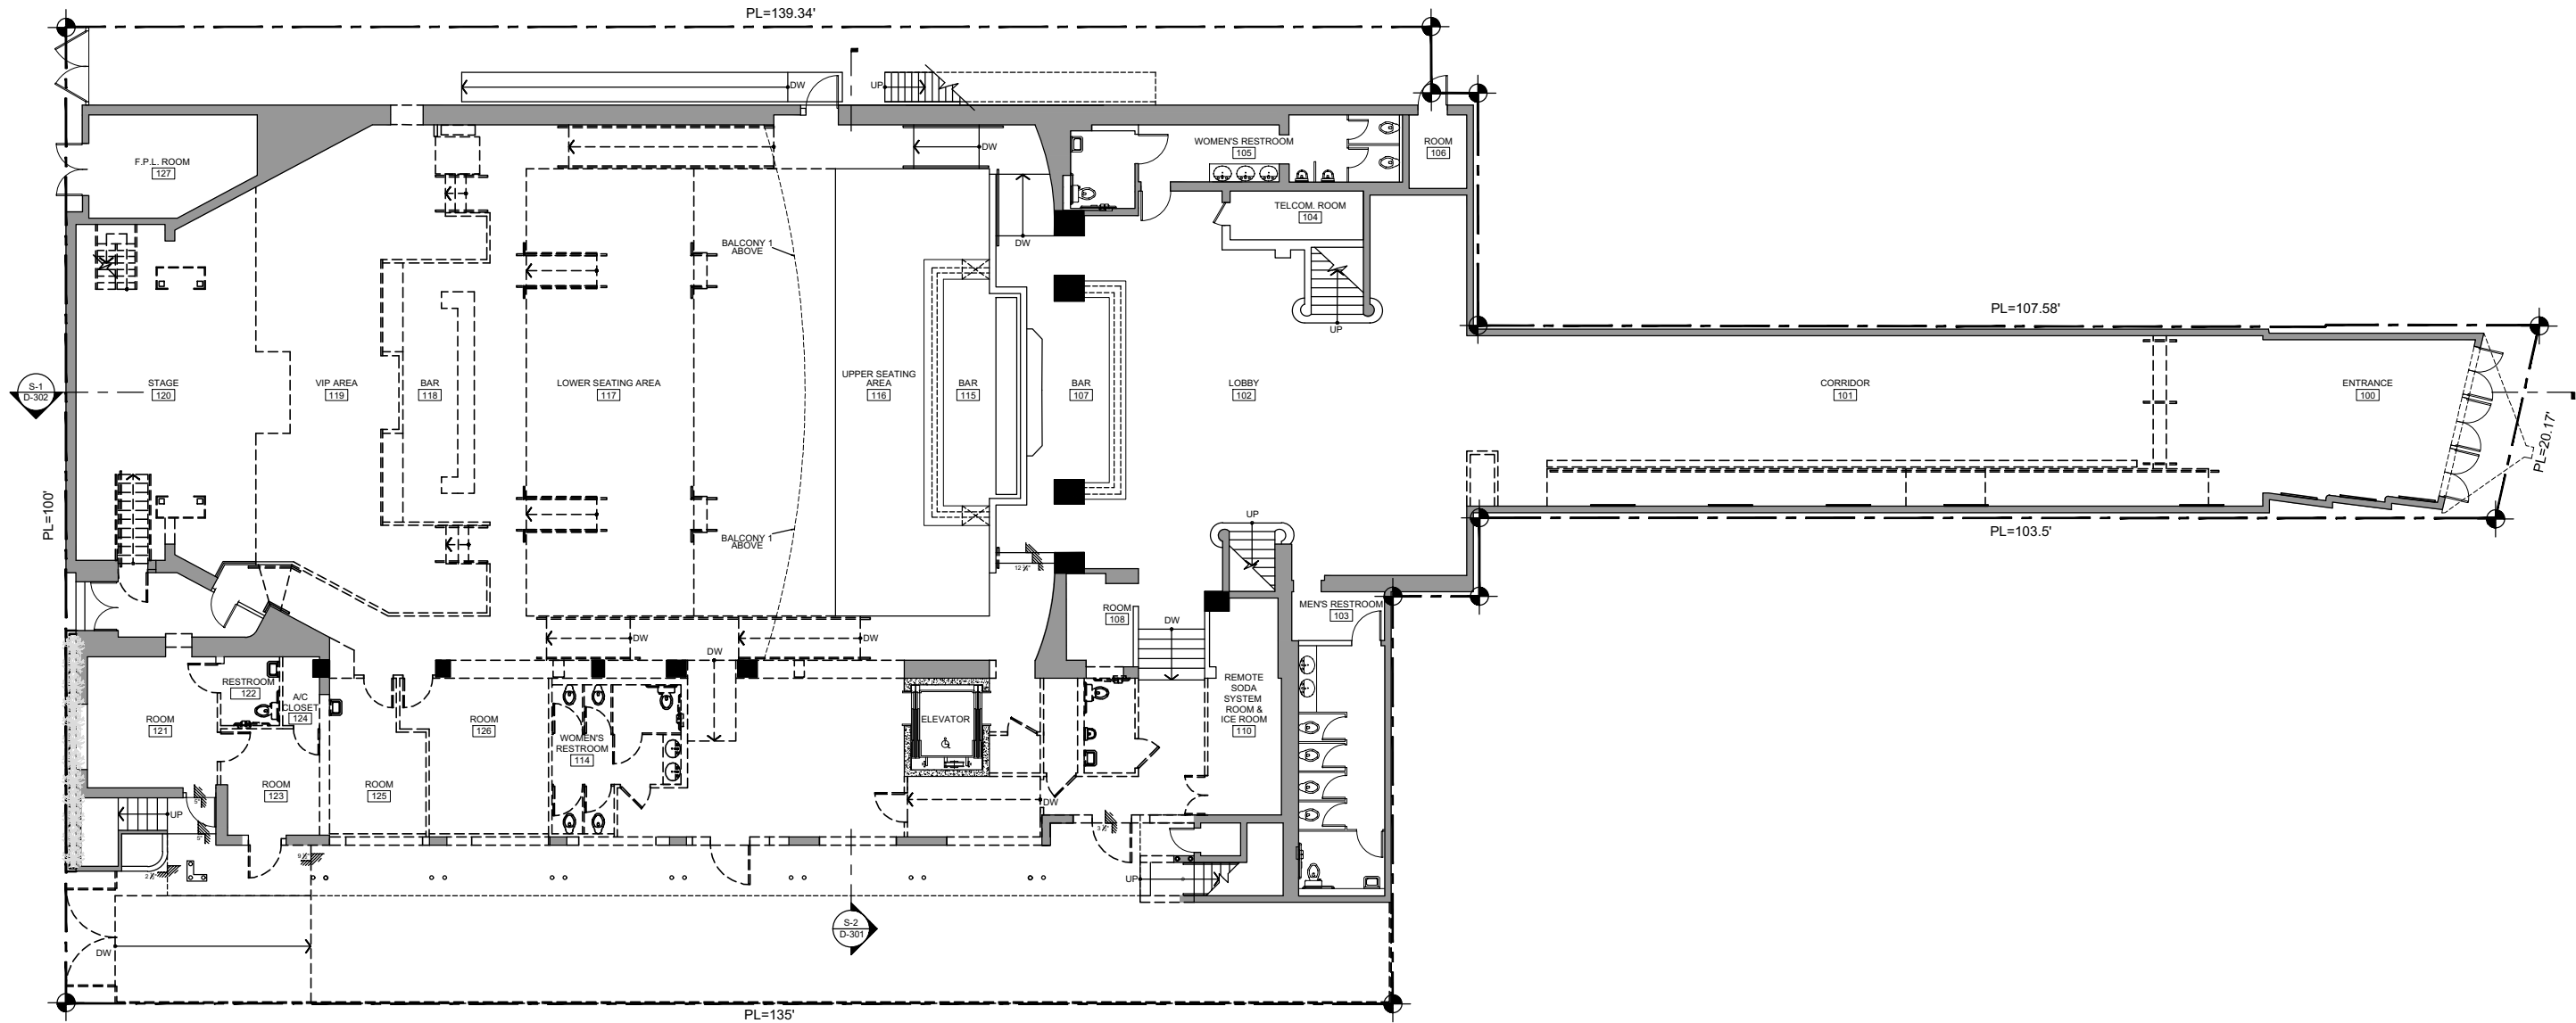 PL=139.34'
DW
UP
F.P.L. ROOM
127
WOMEN'S RESTROOM
105
ROOM
106
DW
TELCOM. ROOM
104
DW
BALCONY 1
ABOVE
UP
PL=107.58'
S-1
D-302
STAGE
120
VIP AREA
119
BAR
118
LOWER SEATING AREA
117
UPPER SEATING
AREA
116
BAR
115
BAR
107
LOBBY
102
CORRIDOR
101
ENTRANCE
100
PL=20.17'
PL=100'
BALCONY 1
ABOVE
UP
PL=103.5'
ROOM
108
MEN'S RESTROOM
103
DW
DW
DW
DW
RESTROOM
122
A/C
CLOSET
124
ROOM
121
ROOM
126
WOMEN'S
RESTROOM
114
ELEVATOR
REMOTE
SODA
SYSTEM
ROOM &
ICE ROOM
110
ROOM
123
ROOM
125
DW
UP
UP
S-2
D-301
DW
PL=135'